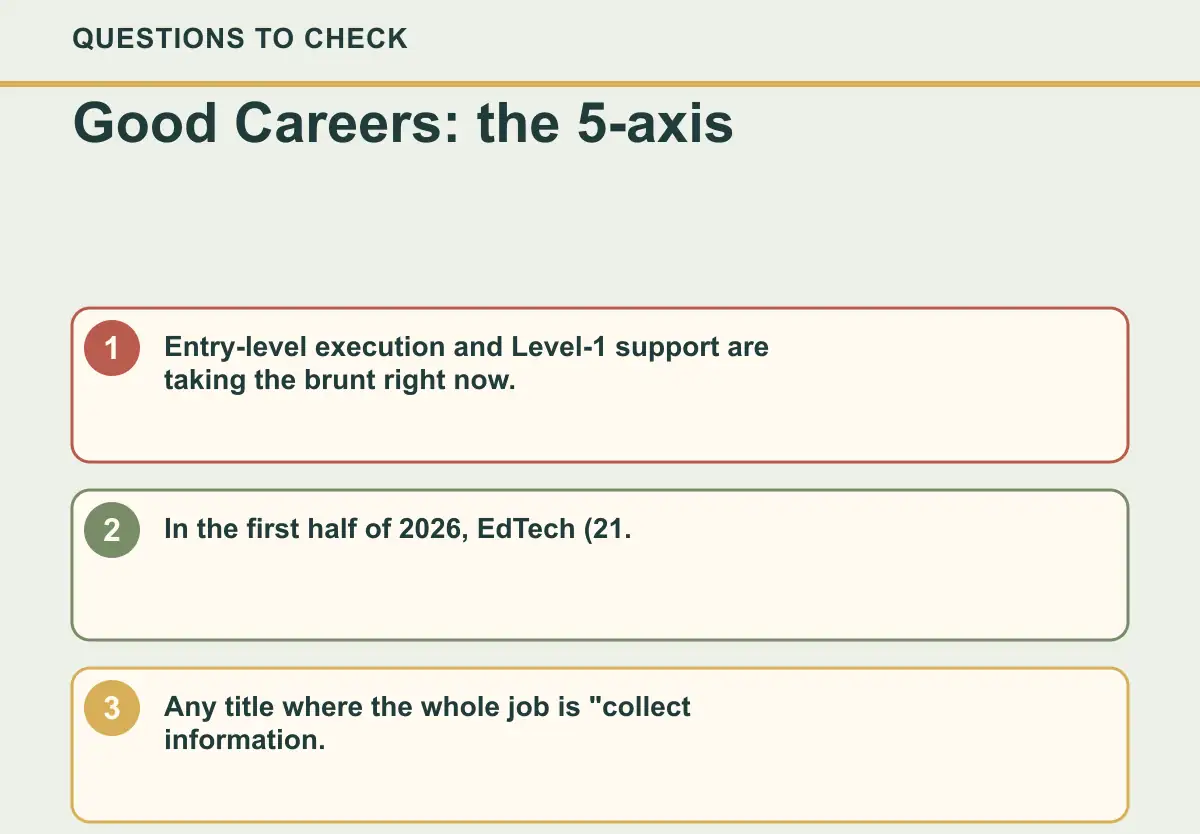 QUESTIONS TO CHECK
Good Careers: the 5-axis
1
Entry-level execution and Level-1 support are
taking the brunt right now.
2
In the first half of 2026, EdTech (21.
3
Any title where the whole job is "collect
information.